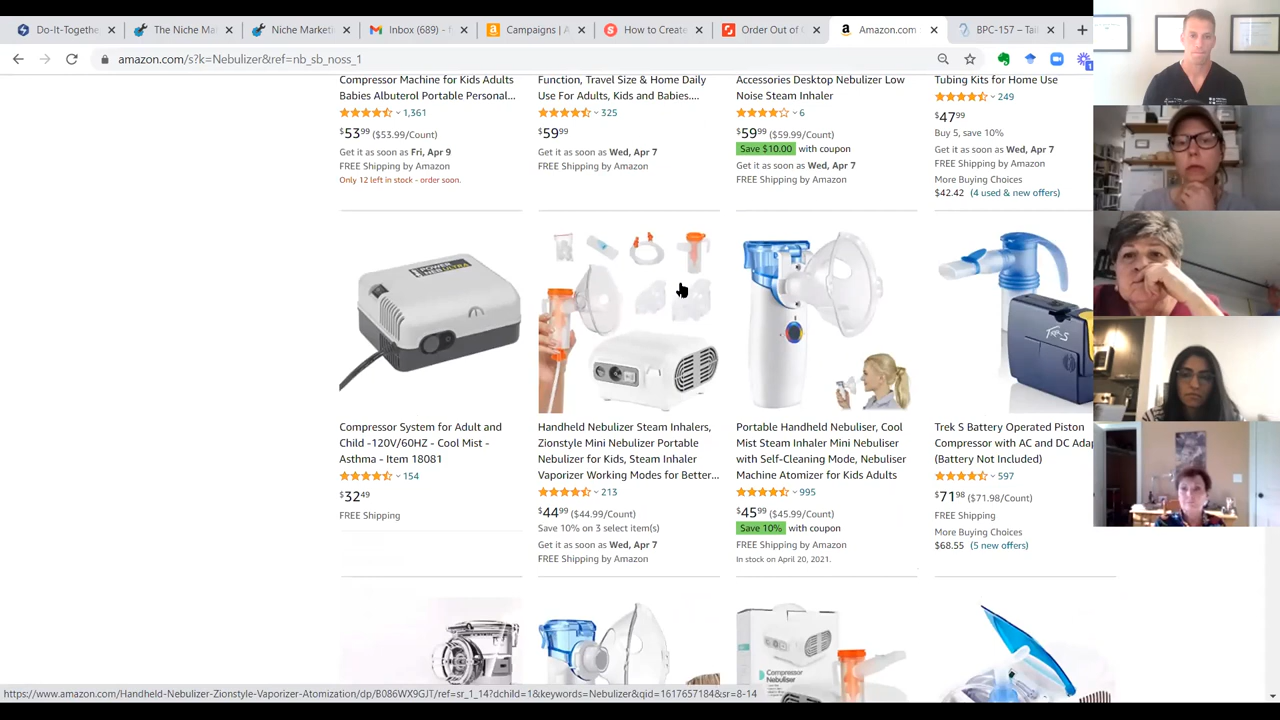 Do-It-Togethe
The Niche Ma
Niche Market
Inbox (689) -
Campaigns | A
How to Create
Order Out of C
Amazon.com
BPC-157 – Tail
amazon.com/s?k=Nebulizer&ref=nb_sb_noss_1
Compressor Machine for Kids Adults
Babies Albuterol Portable Personal...
1,361
$53.99 ($53.99/Count)
Get it as soon as Fri, Apr 9
FREE Shipping by Amazon
Only 12 left in stock - order soon.
Function, Travel Size & Home Daily
Use For Adults, Kids and Babies....
325
$59.99
Get it as soon as Wed, Apr 7
FREE Shipping by Amazon
Accessories Desktop Nebulizer Low
Noise Steam Inhaler
6
$59.99 ($59.99/Count)
Save $10.00 with coupon
Get it as soon as Wed, Apr 7
FREE Shipping by Amazon
Tubing Kits for Home Use
249
$47.99
Buy 5, save 10%
Get it as soon as Wed, Apr 7
FREE Shipping by Amazon
More Buying Choices
$42.42 (4 used & new offers)
Compressor System for Adult and
Child -120V/60HZ - Cool Mist -
Asthma - Item 18081
154
$32.49
FREE Shipping
Handheld Nebulizer Steam Inhalers,
Zionstyle Mini Nebulizer Portable
Nebulizer for Kids, Steam Inhaler
Vaporizer Working Modes for Better...
213
$44.99 ($44.99/Count)
Save 10% on 3 select item(s)
Get it as soon as Wed, Apr 7
FREE Shipping by Amazon
Portable Handheld Nebuliser, Cool
Mist Steam Inhaler Mini Nebuliser
with Self-Cleaning Mode, Nebuliser
Machine Atomizer for Kids Adults
995
$45.99 ($45.99/Count)
Save 10% with coupon
FREE Shipping by Amazon
In stock on April 20, 2021.
Trek S
Trek S Battery Operated Piston
Compressor with AC and DC Adap
(Battery Not Included)
597
$71.98 ($71.98/Count)
FREE Shipping
More Buying Choices
$68.55 (5 new offers)
Compressor
Nebuliser
https://www.amazon.com/Handheld-Nebulizer-Zionstyle-Vaporizer-Atomizer/dp/B086WX9GJT/ref=sr_1_14?dchild=1&keywords=Nebulizer&qid=1617657184&sr=8-14